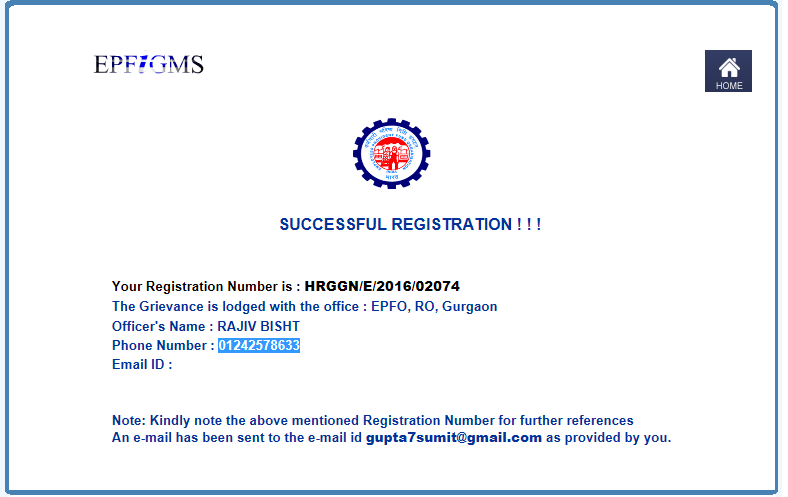 EPFiGMS
HOME
SUCCESSFUL REGISTRATION ! ! !
Your Registration Number is : HRGGN/E/2016/02074
The Grievance is lodged with the office : EPFO, RO, Gurgaon
Officer's Name : RAJIV BISHT
Phone Number : 01242578633
Email ID :
Note: Kindly note the above mentioned Registration Number for further references
An e-mail has been sent to the e-mail id gupta7sumit@gmail.com as provided by you.